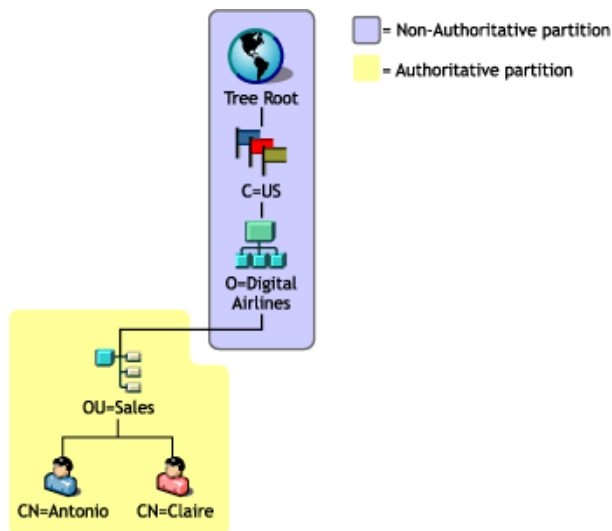 = Non-Authoritative partition
= Authoritative partition
Tree Root
C=US
O=Digital
Airlines
OU=Sales
CN=Antonio
CN=Claire